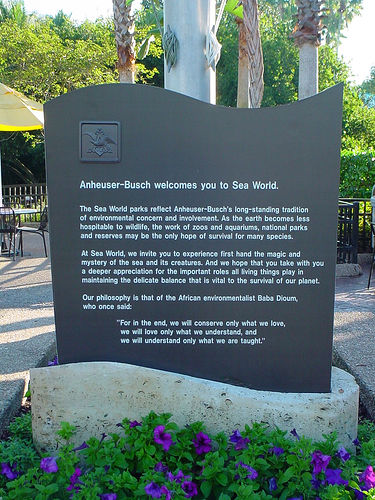 Anheuser-Busch welcomes you to Sea World.
The Sea World parks reflect Anheuser-Busch's long-standing tradition
of environmental concern and involvement. As the earth becomes less
hospitable to wildlife, the work of zoos and aquariums, national parks
and reserves may be the only hope of survival for many species.
At Sea World, we invite you to experience first hand the magic and
mystery of the sea and its creatures. And we hope that you take with you
a deeper appreciation for the important roles all living things play in
maintaining the delicate balance that is vital to the survival of our planet.
Our philosophy is that of the African environmentalist Baba Dioum,
who once said:
"For in the end, we will conserve only what we love,
we will love only what we understand, and
we will understand only what we are taught."